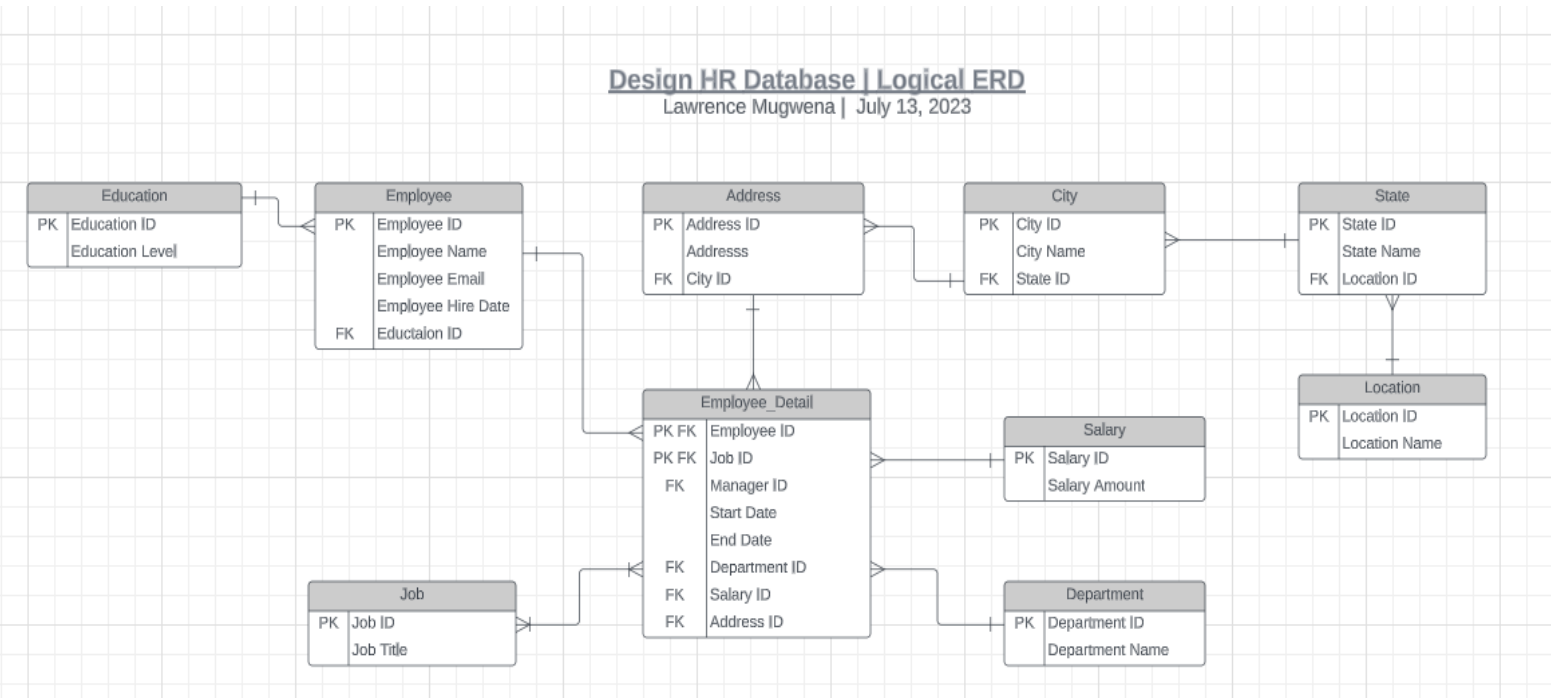 Design HR Database | Logical ERD
Lawrence Mugwena | July 13, 2023
Education
PK Education ID
Education Level
Employee
PK Employee ID
Employee Name
Employee Email
Employee Hire Date
FK Eductaion ID
Address
PK Address ID
Addresss
FK City ID
City
PK City ID
City Name
FK State ID
State
PK State ID
State Name
FK Location ID
Location
PK Location ID
Location Name
Employee_Detail
PK FK Employee ID
PK FK Job ID
FK Manager ID
Start Date
End Date
FK Department ID
FK Salary ID
FK Address ID
Salary
PK Salary ID
Salary Amount
Job
PK Job ID
Job Title
Department
PK Department ID
Department Name